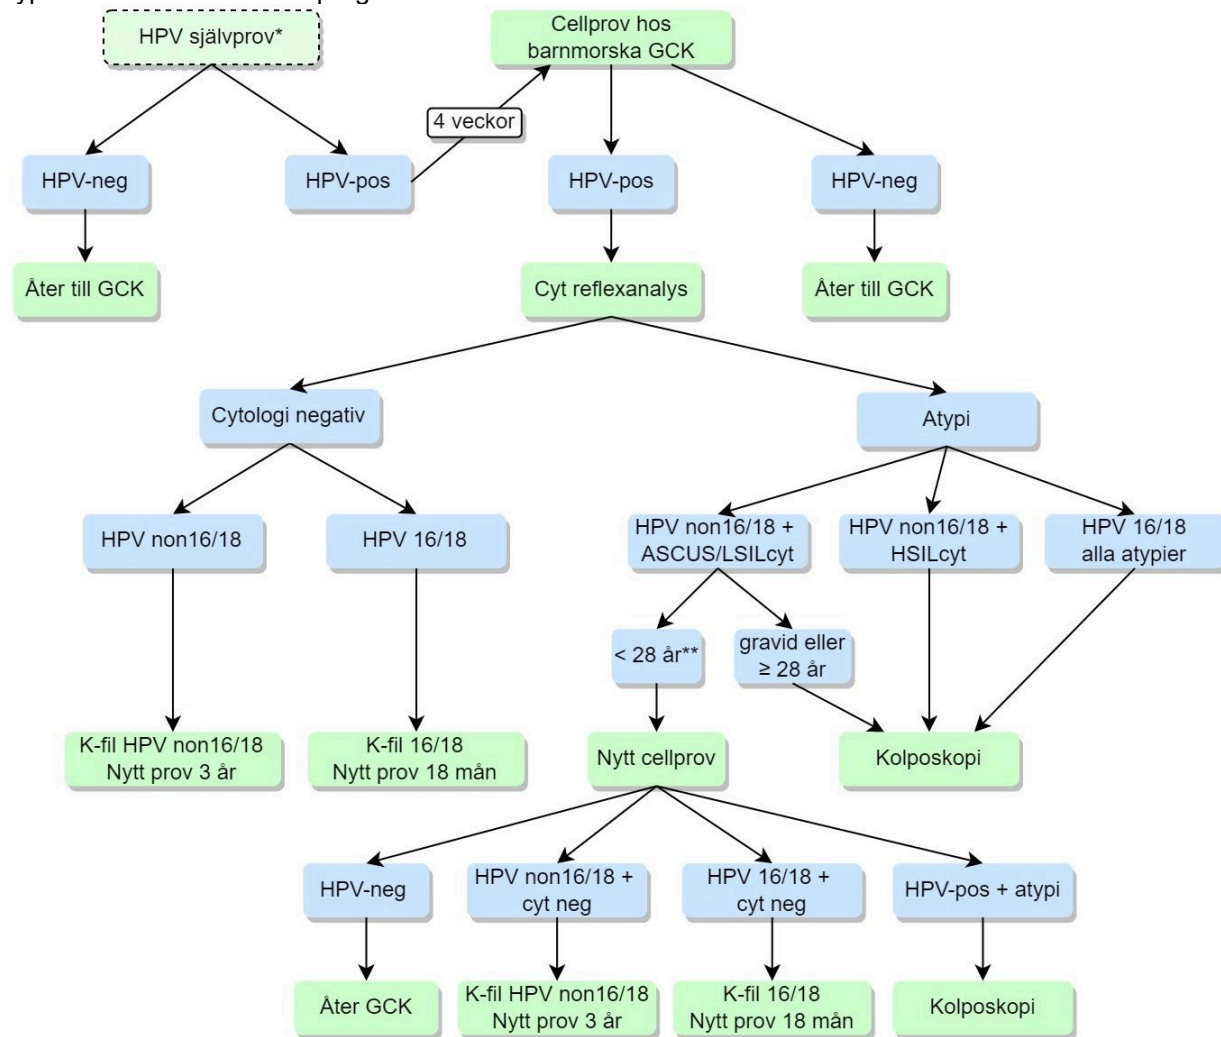 HPV självprov*
Cellprov hos
barnmorska GCK
4 veckor
HPV-neg
HPV-pos
HPV-pos
HPV-neg
Åter till GCK
Cyt reflexanalys
Åter till GCK
Cytologi negativ
Atypi
HPV non16/18
HPV 16/18
HPV non16/18 +
ASCUS/LSILcyt
HPV non16/18 +
HSILcyt
HPV 16/18
alla atypier
< 28 år**
gravid eller
≥ 28 år
K-fil HPV non16/18
Nytt prov 3 år
K-fil 16/18
Nytt prov 18 mån
Nytt cellprov
Kolposkopi
HPV-neg
HPV non16/18 +
cyt neg
HPV 16/18 +
cyt neg
HPV-pos + atypi
Åter GCK
K-fil HPV non16/18
Nytt prov 3 år
K-fil 16/18
Nytt prov 18 mån
Kolposkopi